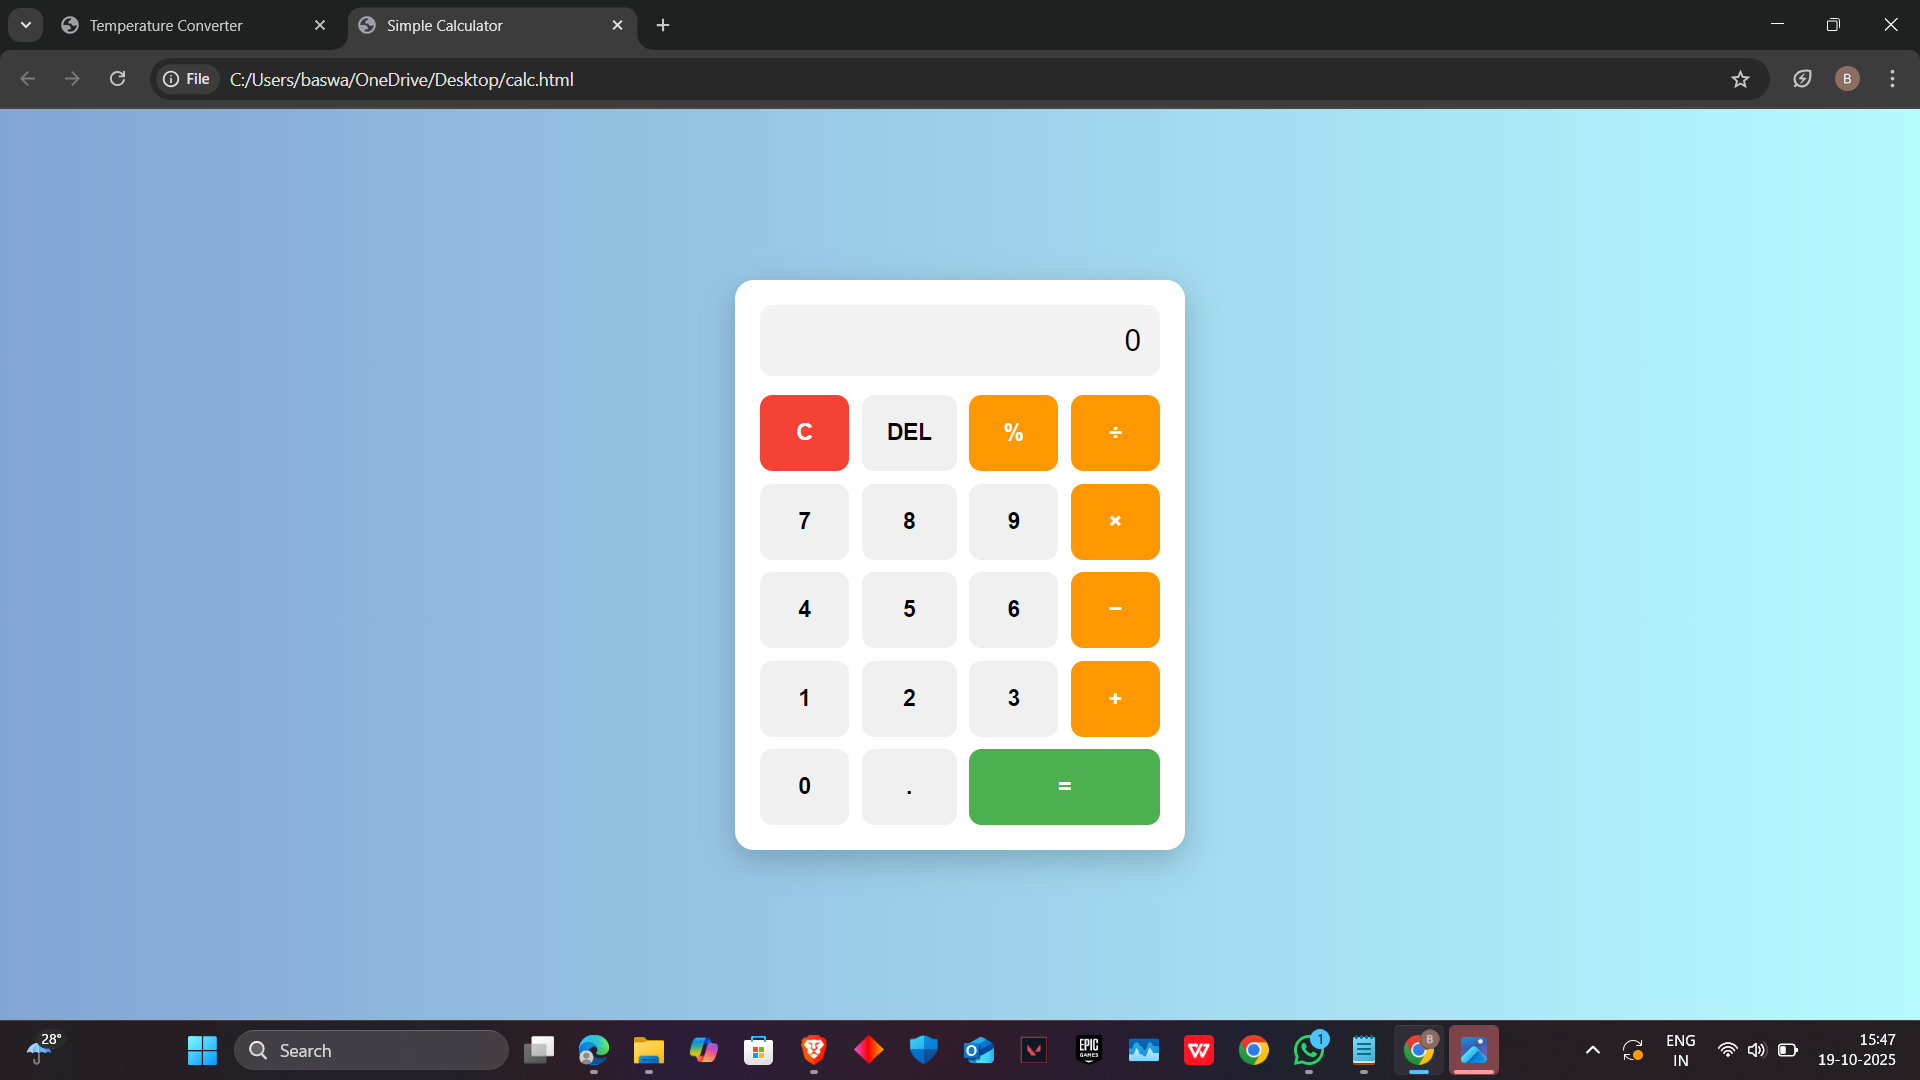 Temperature Converter
Simple Calculator
File C:/Users/baswa/OneDrive/Desktop/calc.html
B
0
C DEL % ÷
7 8 9 ×
4 5 6 −
1 2 3 +
0 . =
28°
Search
EPIC GAMES
1
B
ENG
IN
15:47
19-10-2025